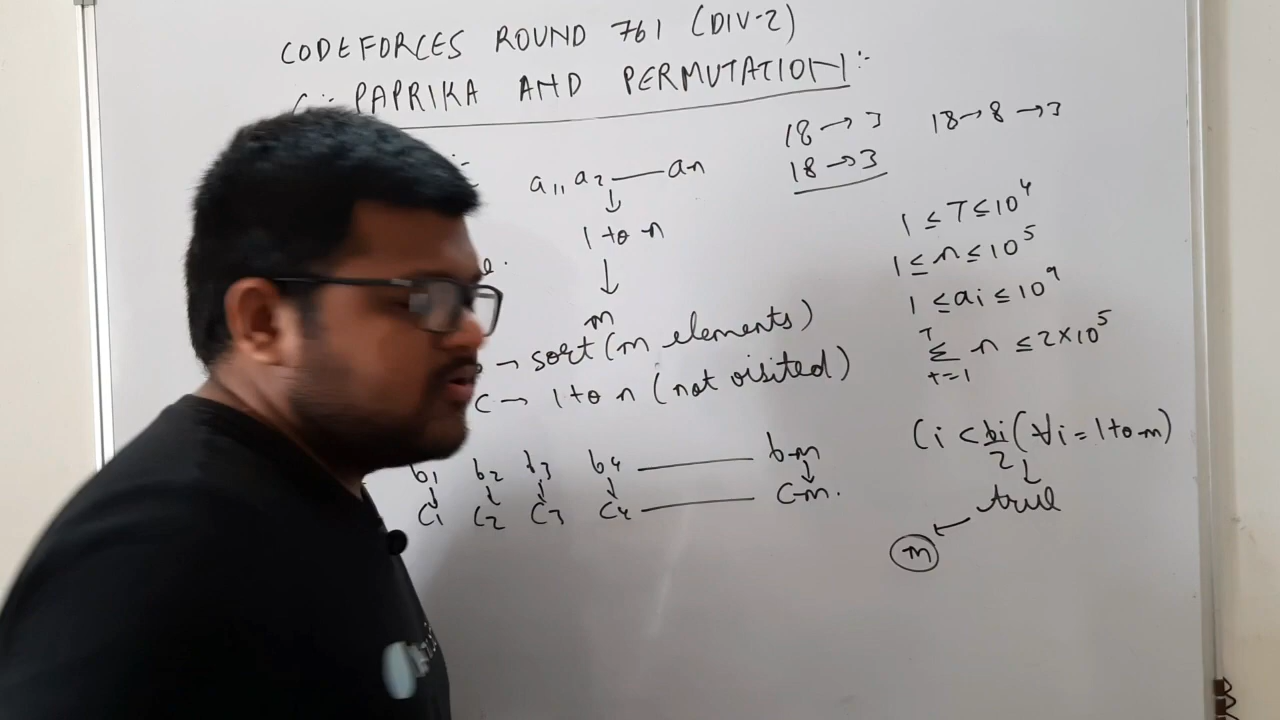 CODEFORCES ROUND 761 (DIV-2)
C:- PAPRIKA AND PERMUTATION:-
18 → 3 18 → 8 → 3
18 → 3
a1, a2 — an
↓
1 to n
↓
m
→ sort (m elements)
C → 1 to n (not visited)
b1 b2 b3 b4 — bm
↓ ↓ ↓ ↓ ↓
C1 C2 C3 C4 — Cm.
1 ≤ T ≤ 10^4
1 ≤ n ≤ 10^5
1 ≤ ai ≤ 10^9
T
Σ n ≤ 2×10^5
t=1
Ci < bi/2 (∀i = 1 to m)
↓
true
m ←